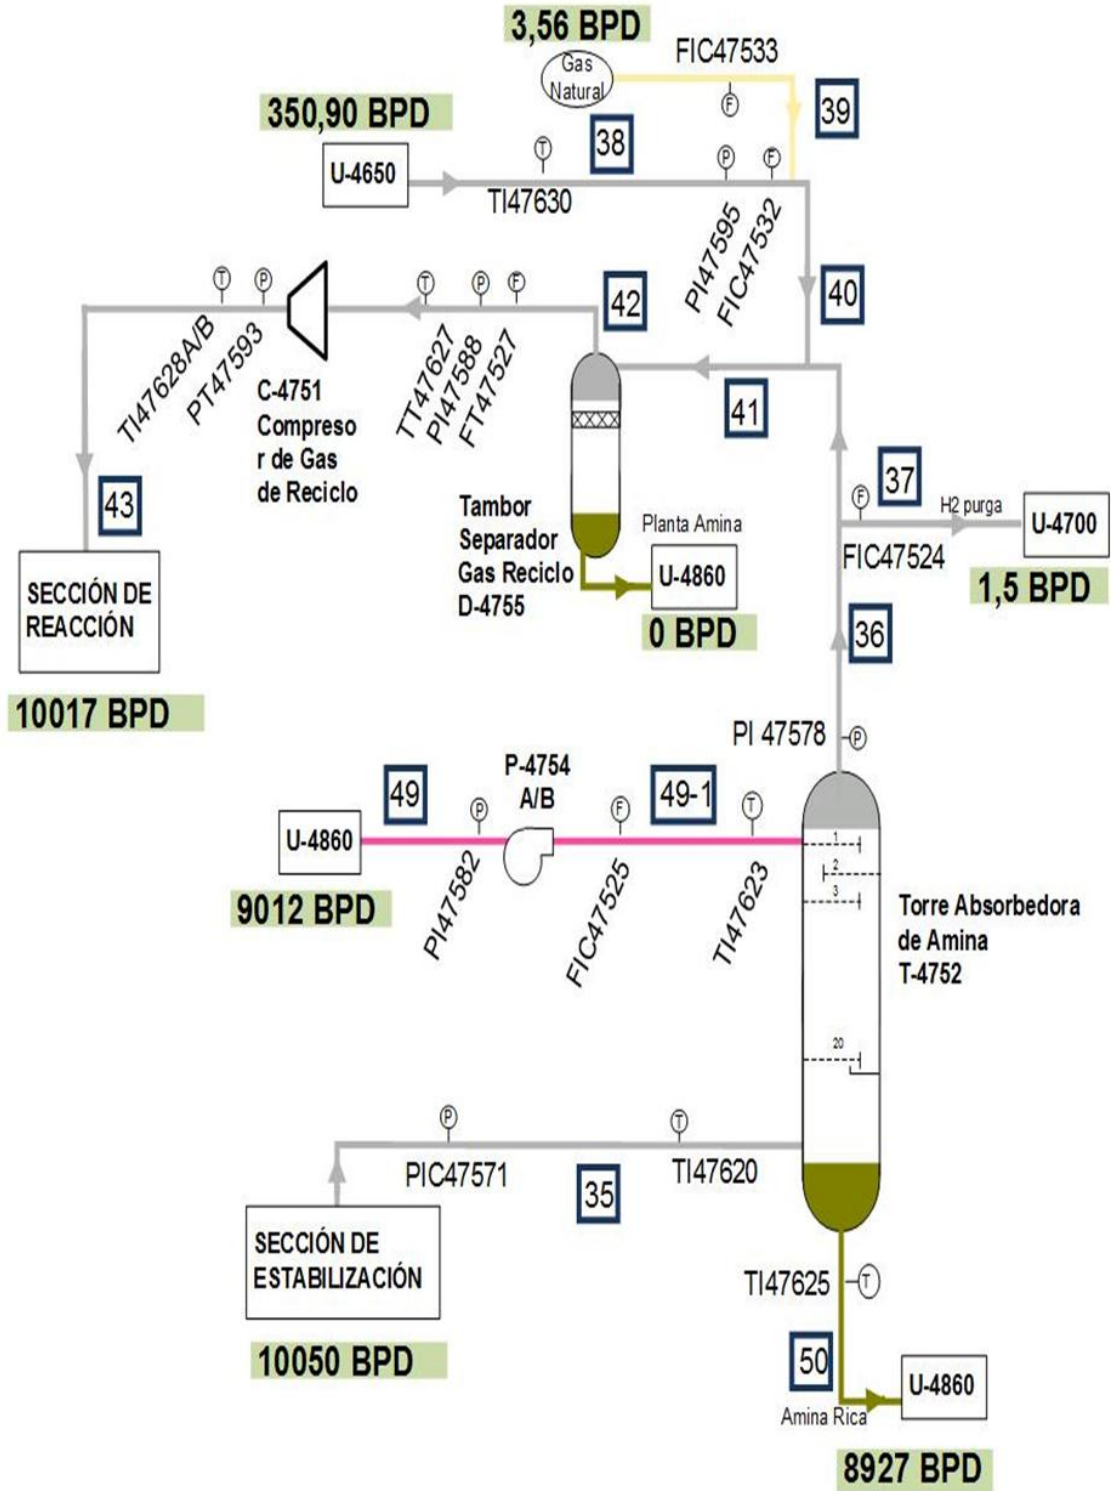 3,56 BPD
Gas
Natural
FIC47533
F
39
350,90 BPD
U-4650
T
38
TI47630
P
F
PI47595
FIC47532
40
T
P
TI47628A/B
PT47593
C-4751
Compreso
r de Gas
de Reciclo
T
P
F
TT47627
PI47588
FT47527
42
41
43
SECCIÓN DE
REACCIÓN
10017 BPD
Tambor
Separador
Gas Reciclo
D-4755
Planta Amina
U-4860
0 BPD
F
37
H2 purga
FIC47524
U-4700
1,5 BPD
36
PI 47578
P
49
P-4754
A/B
49-1
U-4860
P
F
T
9012 BPD
PI47582
FIC47525
TI47623
1
2
3
20
Torre Absorbedora
de Amina
T-4752
P
T
PIC47571
35
TI47620
SECCIÓN DE
ESTABILIZACIÓN
10050 BPD
TI47625
T
50
Amina Rica
U-4860
8927 BPD